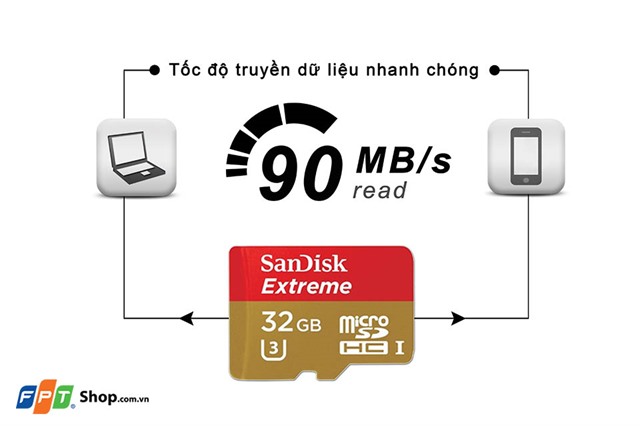 Tốc độ truyền dữ liệu nhanh chóng
90 MB/s
read
SanDisk
Extreme
32 GB
micro
SD
HC I
3
FPT Shop.com.vn